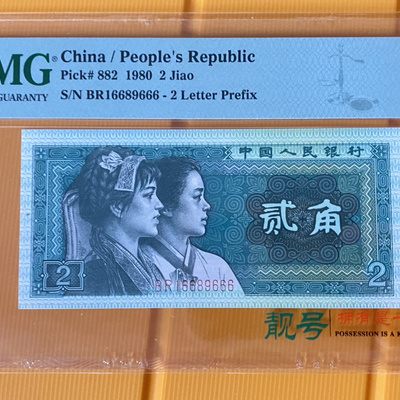 MG China / People's Republic
Pick# 882 1980 2 Jiao
GUARANTY S/N BR16689666 - 2 Letter Prefix
中国人民银行
贰角
2 BR16689666 2
靓号
POSSESSION IS A